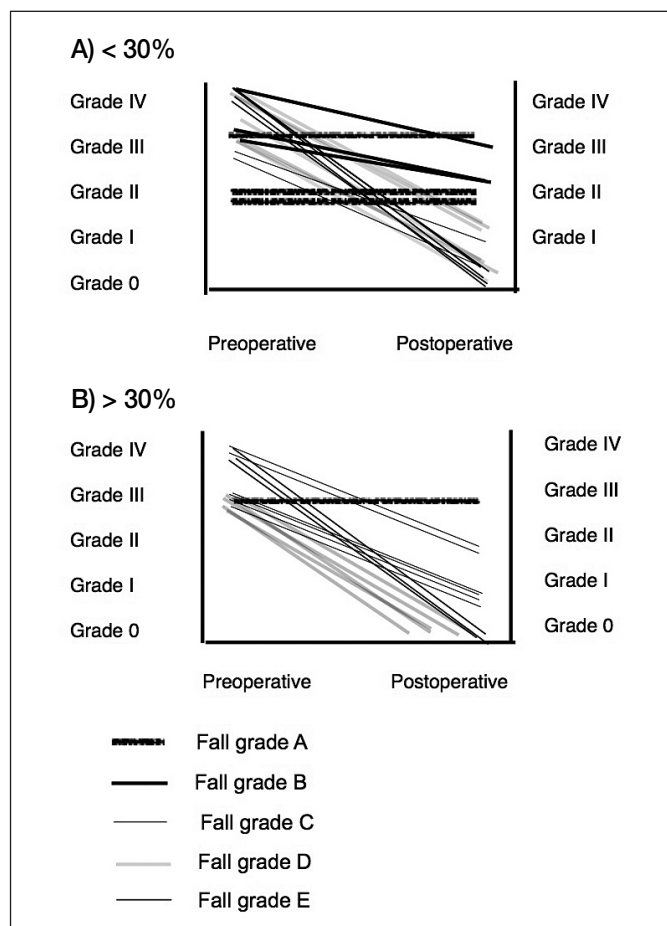 A) < 30%
Grade IV Grade IV
Grade III Grade III
Grade II Grade II
Grade I Grade I
Grade 0
Preoperative Postoperative
B) > 30%
Grade IV Grade IV
Grade III Grade III
Grade II Grade II
Grade I Grade I
Grade 0 Grade 0
Preoperative Postoperative
Fall grade A
Fall grade B
Fall grade C
Fall grade D
Fall grade E